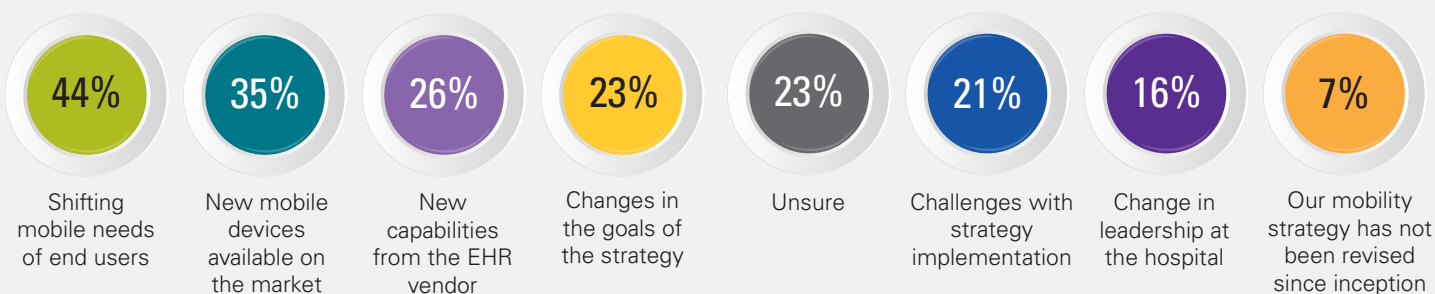 44%
35%
26%
23%
23%
21%
16%
7%
Shifting
mobile needs
of end users
New mobile
devices
available on
the market
New
capabilities
from the EHR
vendor
Changes in
the goals of
the strategy
Unsure
Challenges with
strategy
implementation
Change in
leadership at
the hospital
Our mobility
strategy has not
been revised
since inception